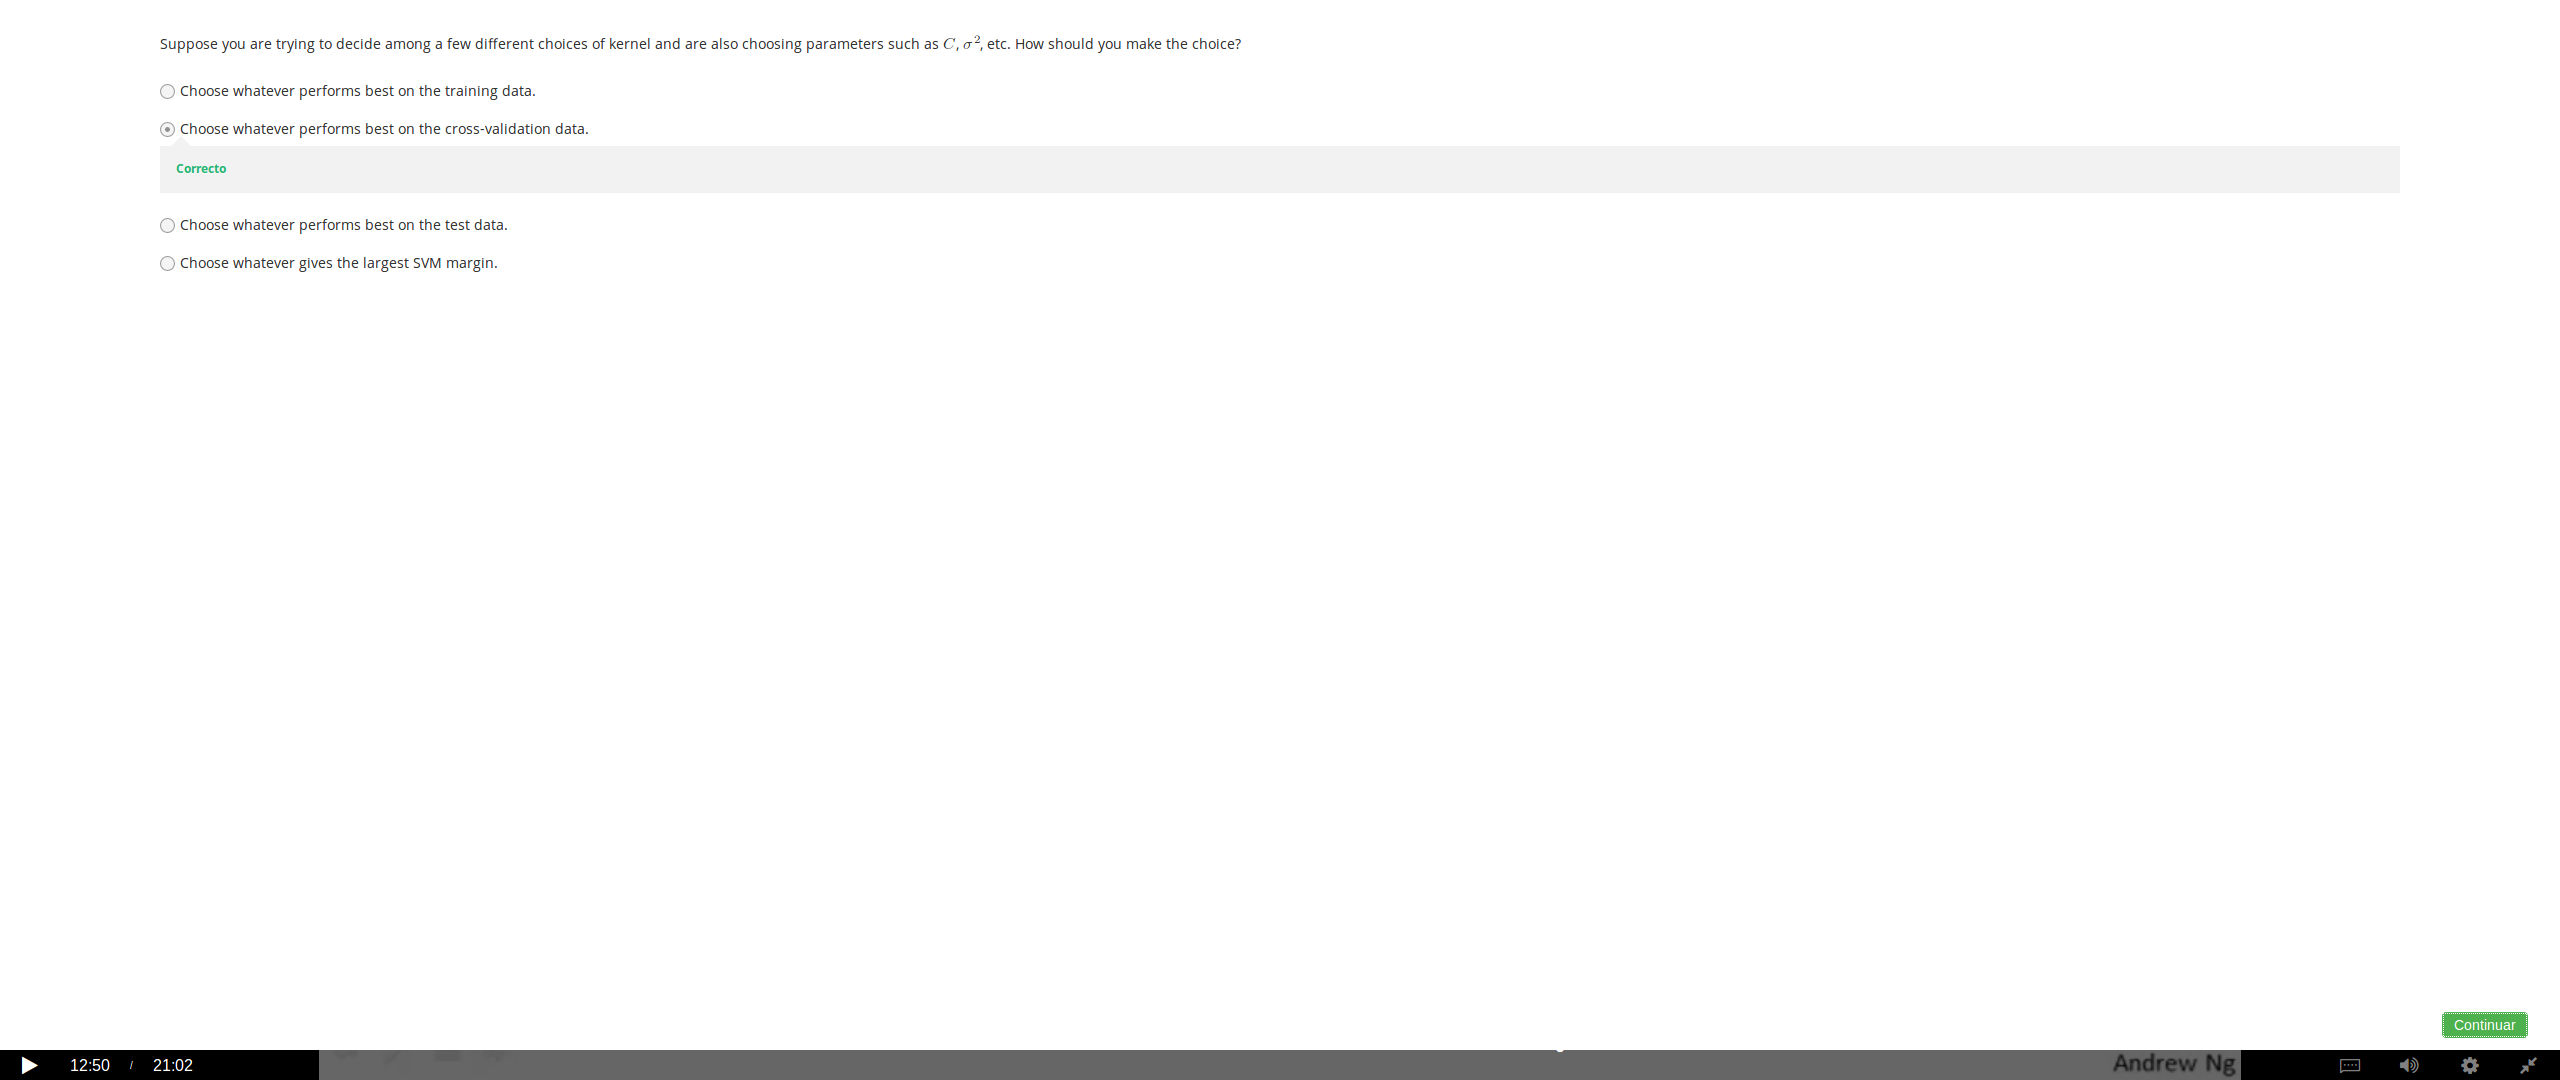 Suppose you are trying to decide among a few different choices of kernel and are also choosing parameters such as C, σ², etc. How should you make the choice?
Choose whatever performs best on the training data.
Choose whatever performs best on the cross-validation data.
Correcto
Choose whatever performs best on the test data.
Choose whatever gives the largest SVM margin.
Continuar
12:50 / 21:02
Andrew Ng